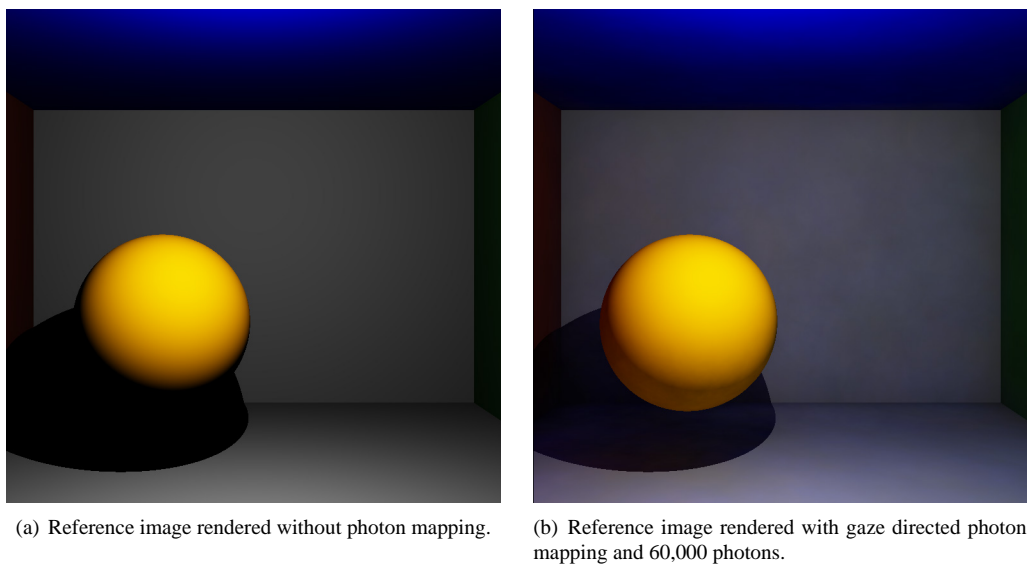 (a) Reference image rendered without photon mapping.
(b) Reference image rendered with gaze directed photon
mapping and 60,000 photons.